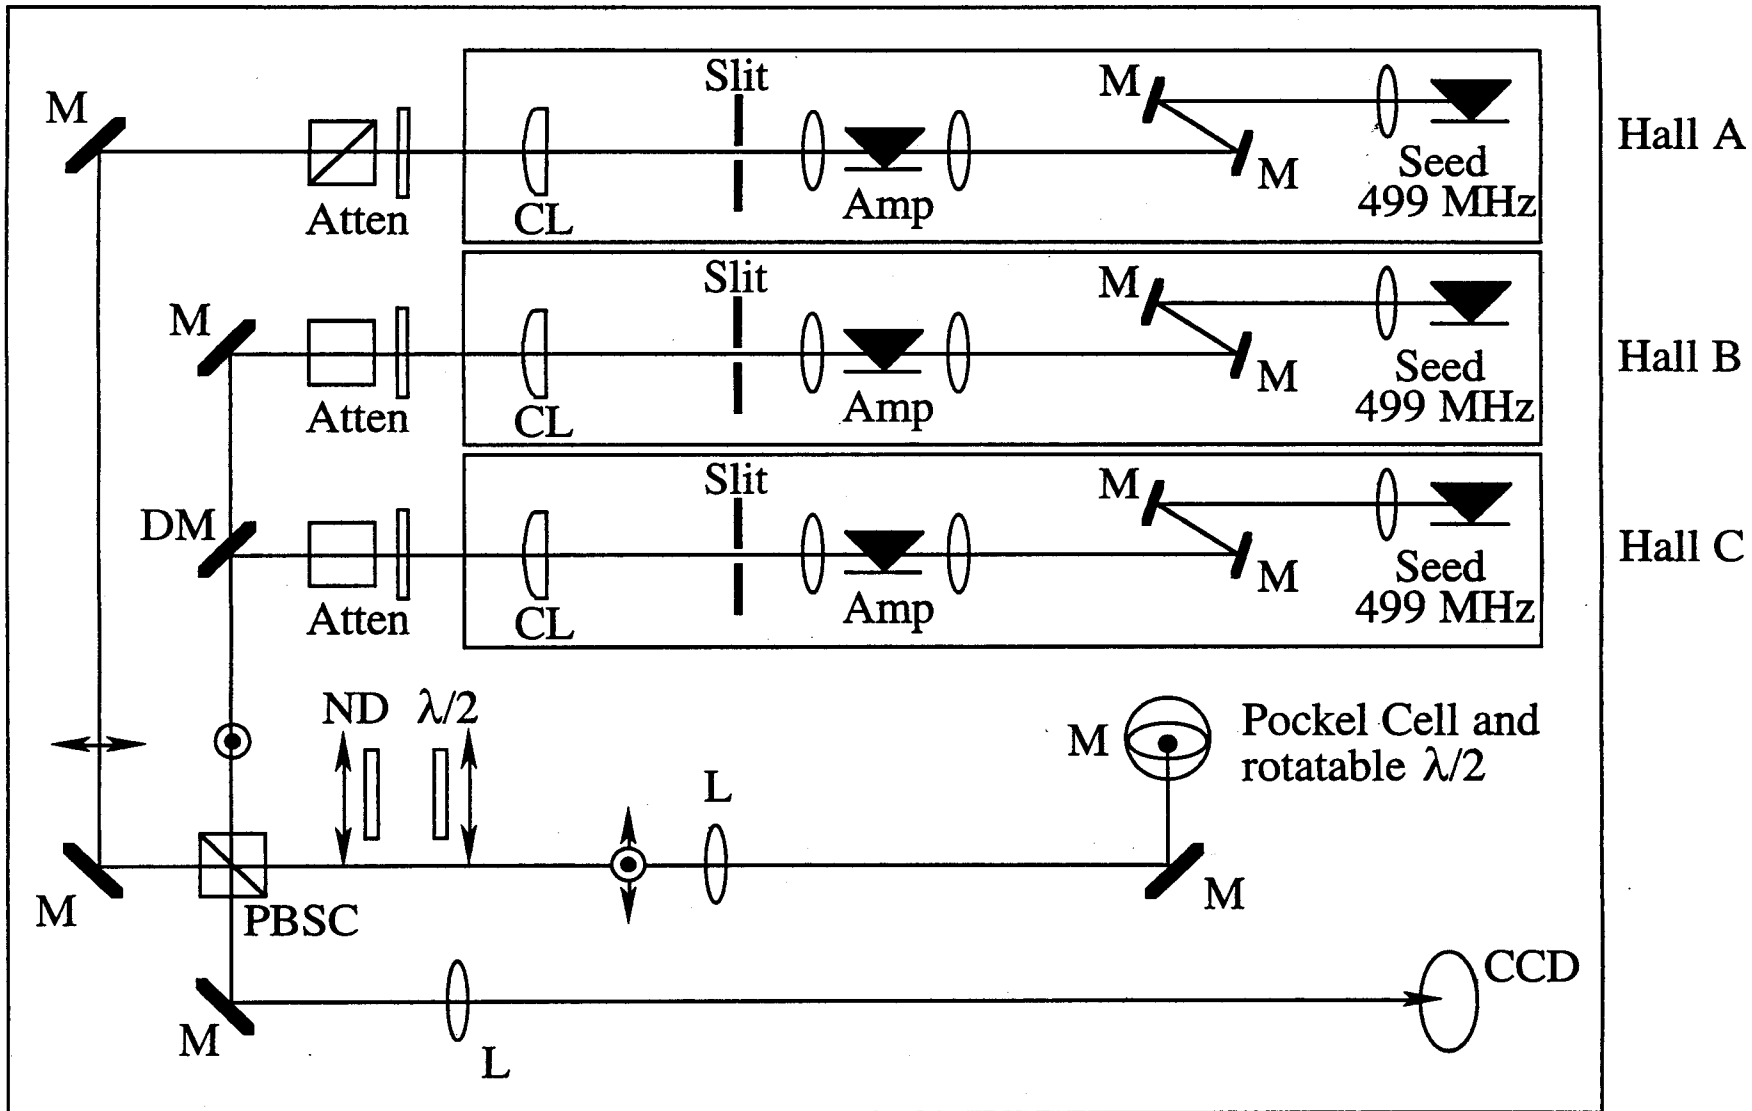 Slit
M
M
Seed
499 MHz
M
Amp
CL
Atten
Hall A
Slit
M
M
Seed
499 MHz
M
Amp
CL
Atten
Hall B
Slit
M
M
Seed
499 MHz
DM
Amp
CL
Atten
Hall C
ND
λ/2
M
Pockel Cell and
rotatable λ/2
L
M
PBSC
M
M
L
CCD